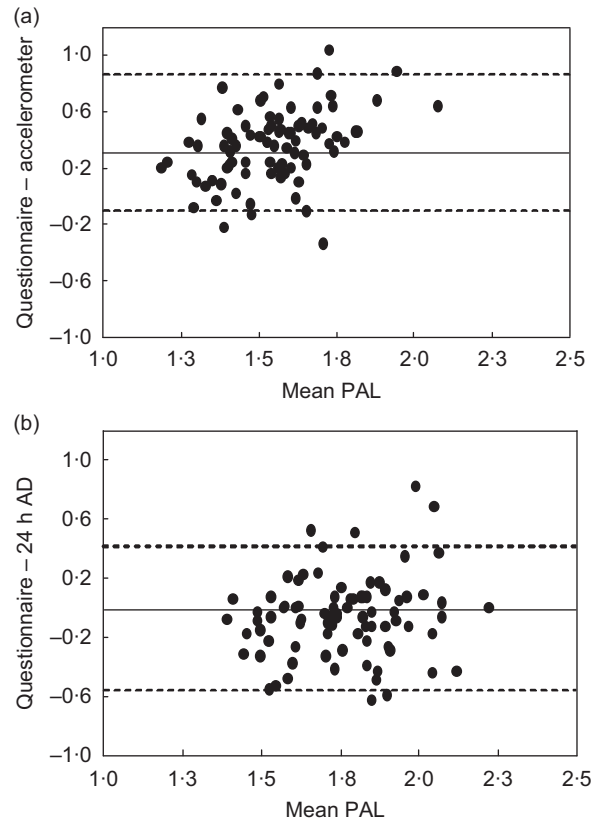 (a)
Questionnaire – accelerometer
1·0
0·6
0·2
–0·2
–0·6
–1·0
1·0 1·3 1·5 1·8 2·0 2·3 2·5
Mean PAL
(b)
Questionnaire – 24 h AD
1·0
0·6
0·2
–0·2
–0·6
–1·0
1·0 1·3 1·5 1·8 2·0 2·3 2·5
Mean PAL